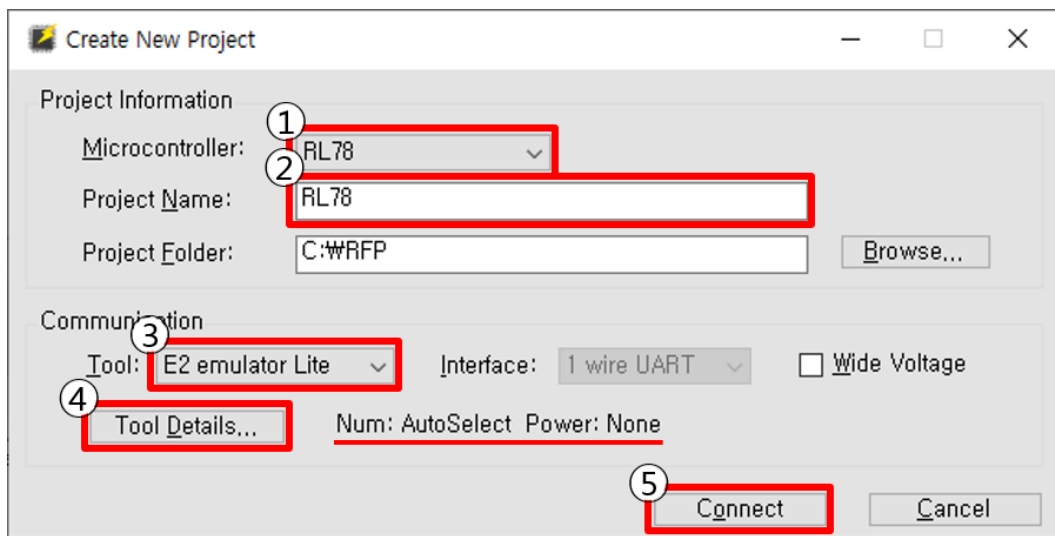 Create New Project
Project Information
①
Microcontroller: RL78
②
Project Name: RL78
Project Folder: C:₩RFP Browse...
Communication
③
Tool: E2 emulator Lite Interface: 1 wire UART Wide Voltage
④
Tool Details... Num: AutoSelect Power: None
⑤
Connect Cancel